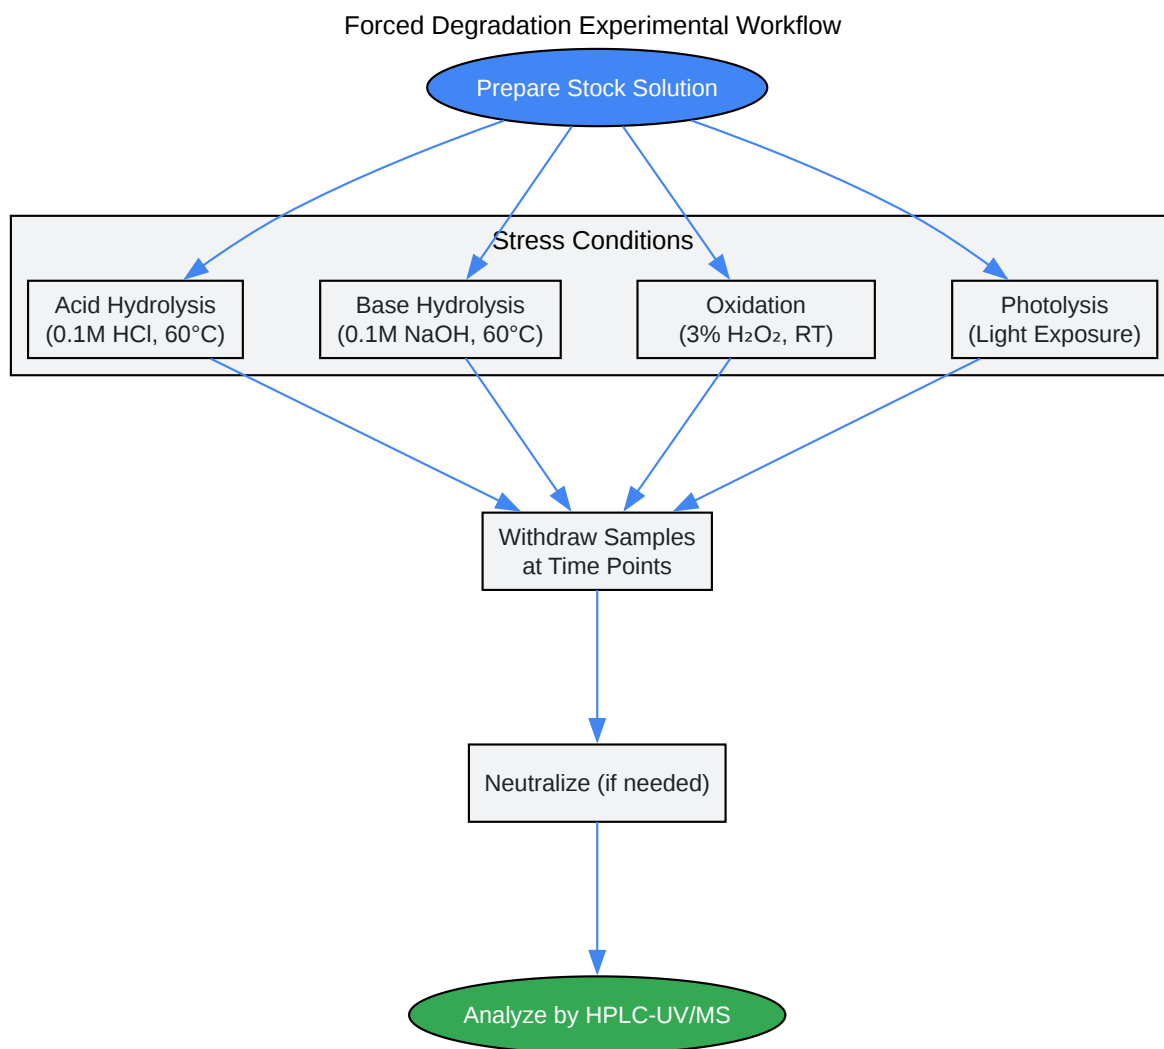 Forced Degradation Experimental Workflow
Prepare Stock Solution
Stress Conditions
Acid Hydrolysis
(0.1M HCl, 60°C)
Base Hydrolysis
(0.1M NaOH, 60°C)
Oxidation
(3% H₂O₂, RT)
Photolysis
(Light Exposure)
Withdraw Samples
at Time Points
Neutralize (if needed)
Analyze by HPLC-UV/MS